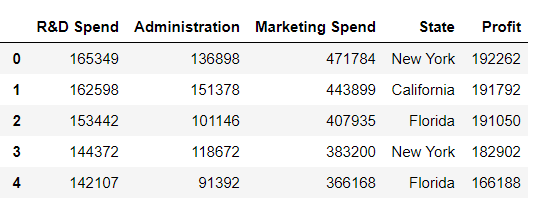 R&D Spend Administration Marketing Spend State Profit
0 165349 136898 471784 New York 192262
1 162598 151378 443899 California 191792
2 153442 101146 407935 Florida 191050
3 144372 118672 383200 New York 182902
4 142107 91392 366168 Florida 166188